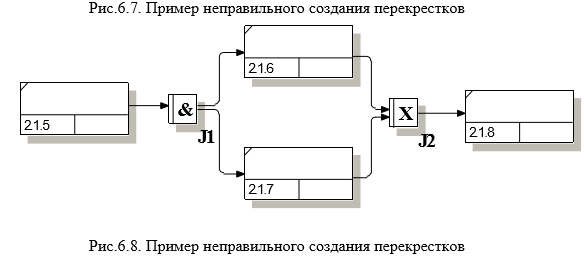 Рис.6.7. Пример неправильного создания перекрестков
21.6
&
X
21.5
J1
J2
21.8
21.7
Рис.6.8. Пример неправильного создания перекрестков